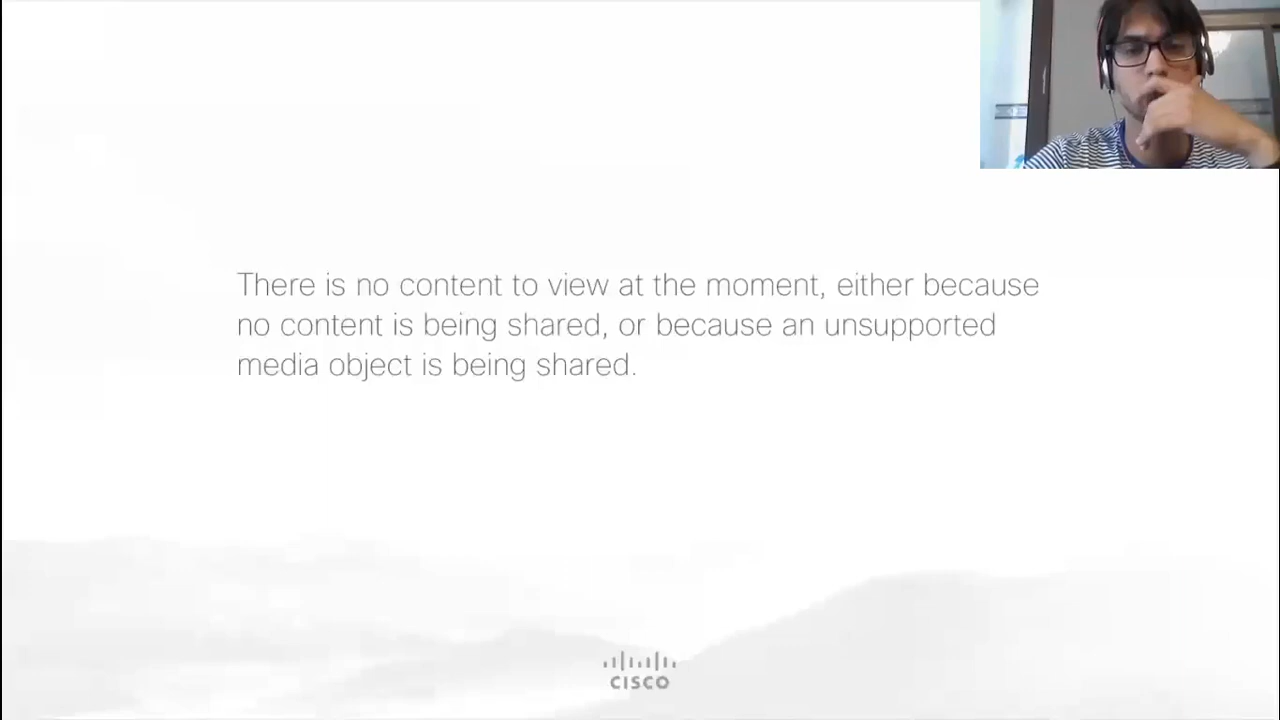 There is no content to view at the moment, either because
no content is being shared, or because an unsupported
media object is being shared.
CISCO